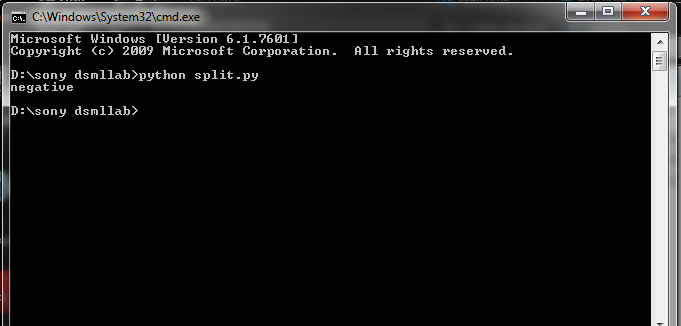 C:\Windows\System32\cmd.exe
Microsoft Windows [Version 6.1.7601]
Copyright (c) 2009 Microsoft Corporation.  All rights reserved.
D:\sony dsmllab>python split.py
negative
D:\sony dsmllab>